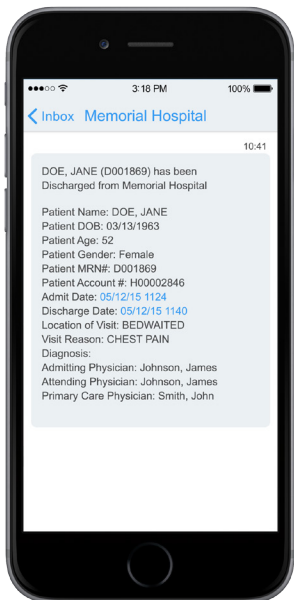 3:18 PM
100%
Inbox Memorial Hospital
10:41
DOE, JANE (D001869) has been
Discharged from Memorial Hospital
Patient Name: DOE, JANE
Patient DOB: 03/13/1963
Patient Age: 52
Patient Gender: Female
Patient MRN#: D001869
Patient Account #: H00002846
Admit Date: 05/12/15 1124
Discharge Date: 05/12/15 1140
Location of Visit: BEDWAITED
Visit Reason: CHEST PAIN
Diagnosis:
Admitting Physician: Johnson, James
Attending Physician: Johnson, James
Primary Care Physician: Smith, John